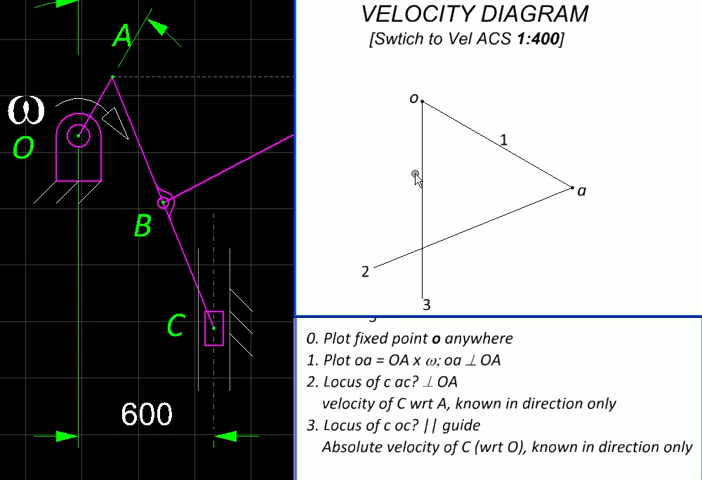 A
ω
O
B
C
600
VELOCITY DIAGRAM
[Swtich to Vel ACS 1:400]
o
1
a
2
3
0. Plot fixed point o anywhere
1. Plot oa = OA x ω; oa ⊥ OA
2. Locus of c ac? ⊥ OA
velocity of C wrt A, known in direction only
3. Locus of c oc? || guide
Absolute velocity of C (wrt O), known in direction only